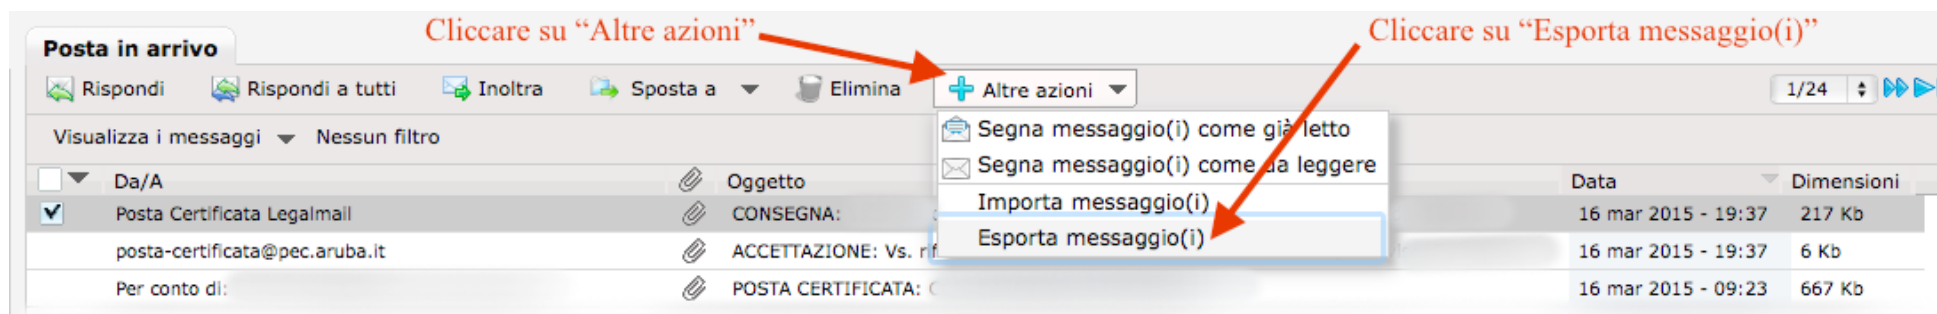 Cliccare su “Altre azioni”
Cliccare su “Esporta messaggio(i)”
Posta in arrivo
Rispondi Rispondi a tutti Inoltra Sposta a Elimina Altre azioni 1/24
Visualizza i messaggi Nessun filtro
Segna messaggio(i) come già letto
Segna messaggio(i) come da leggere
Importa messaggio(i)
Esporta messaggio(i)
Da/A Oggetto Data Dimensioni
Posta Certificata Legalmail CONSEGNA: 16 mar 2015 - 19:37 217 Kb
posta-certificata@pec.aruba.it ACCETTAZIONE: Vs. 16 mar 2015 - 19:37 6 Kb
Per conto di: POSTA CERTIFICATA: 16 mar 2015 - 09:23 667 Kb